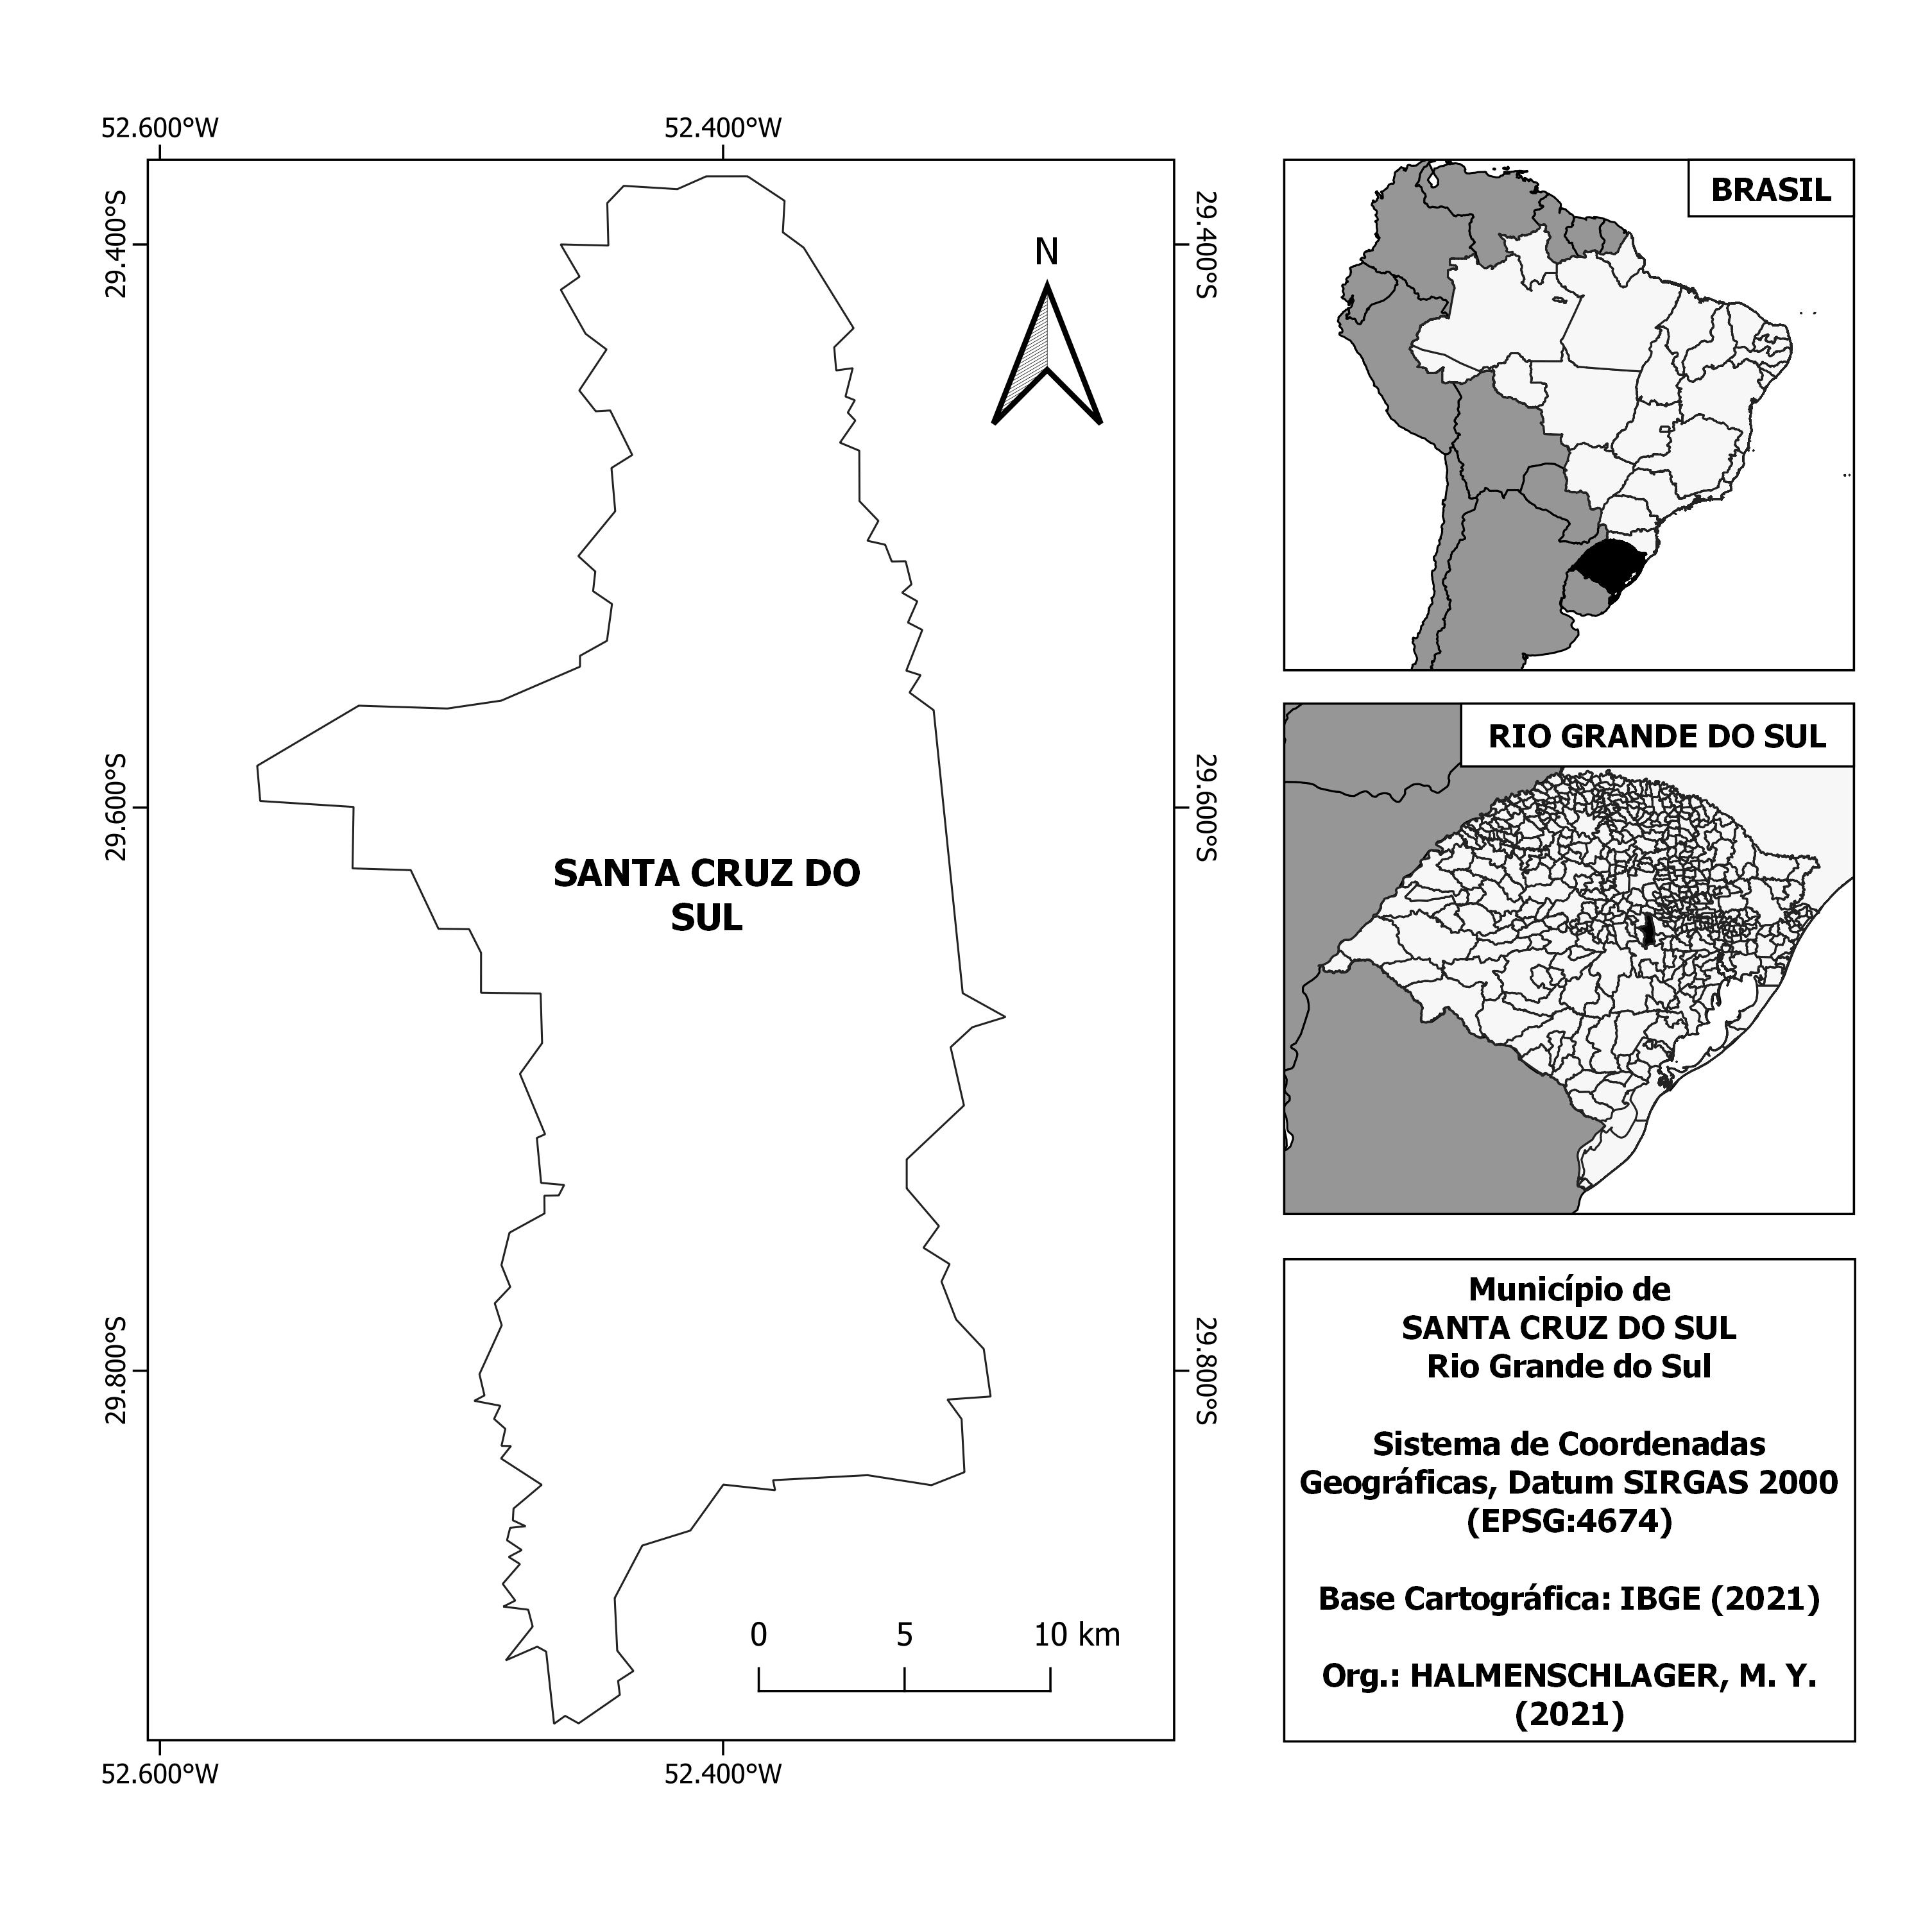 52.600°W
52.400°W
29.400°S
29.400°S
N
29.600°S
29.600°S
SANTA CRUZ DO
SUL
29.800°S
29.800°S
0
5
10 km
52.600°W
52.400°W
BRASIL
RIO GRANDE DO SUL
Município de
SANTA CRUZ DO SUL
Rio Grande do Sul
Sistema de Coordenadas
Geográficas, Datum SIRGAS 2000
(EPSG:4674)
Base Cartográfica: IBGE (2021)
Org.: HALMENSCHLAGER, M. Y.
(2021)